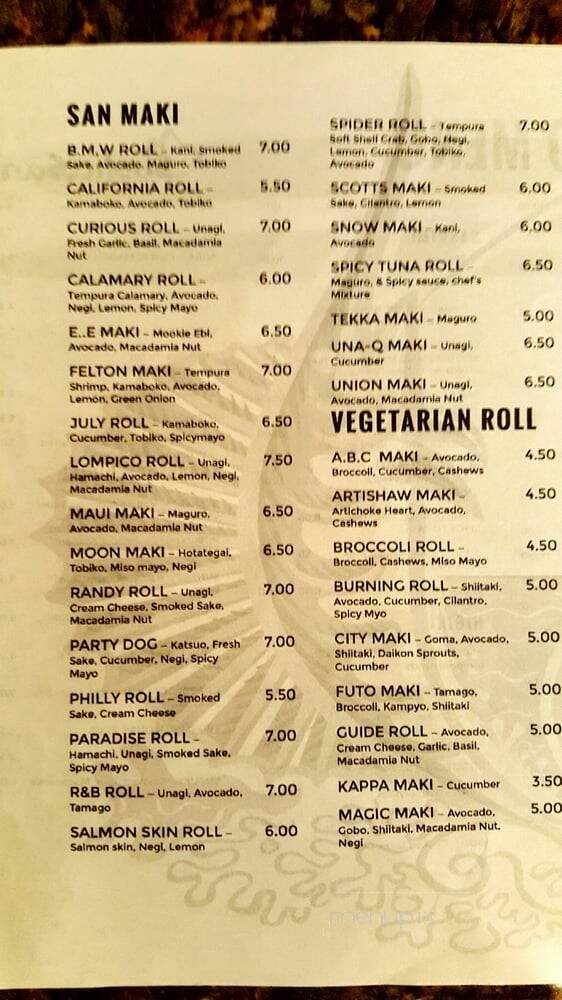 SAN MAKI
B.M.W ROLL – Kani, Smoked 7.00
Sake, Avocado, Maguro, Tobiko
CALIFORNIA ROLL – 5.50
Kamaboko, Avocado, Tobiko
CURIOUS ROLL – Unagi, 7.00
Fresh Garlic, Basil, Macadamia
Nut
CALAMARY ROLL – 6.00
Tempura Calamary, Avocado,
Negi, Lemon, Spicy Mayo
E..E MAKI – Mookie Ebi, 6.50
Avocado, Macadamia Nut
FELTON MAKI – Tempura 7.00
Shrimp, Kamaboko, Avocado,
Lemon, Green Onion
JULY ROLL – Kamaboko, 6.50
Cucumber, Tobiko, Spicymayo
LOMPICO ROLL – Unagi, 7.50
Hamachi, Avocado, Lemon, Negi,
Macadamia Nut
MAUI MAKI – Maguro, 6.50
Avocado, Macadamia Nut
MOON MAKI – Hotategai, 6.50
Tobiko, Miso mayo, Negi
RANDY ROLL – Unagi, 7.00
Cream Cheese, Smoked Sake,
Macadamia Nut
PARTY DOG – Katsuo, Fresh 7.00
Sake, Cucumber, Negi, Spicy
Mayo
PHILLY ROLL – Smoked 5.50
Sake, Cream Cheese
PARADISE ROLL – 7.00
Hamachi, Unagi, Smoked Sake,
Spicy Mayo
R&B ROLL – Unagi, Avocado, 7.00
Tamago
SALMON SKIN ROLL – 6.00
Salmon skin, Negi, Lemon
SPIDER ROLL – Tempura 7.00
Soft Shell Crab, Gobo, Negi,
Lemon, Cucumber, Tobiko,
Avocado
SCOTTS MAKI – Smoked 6.00
Sake, Cilantro, Lemon
SNOW MAKI – Kani, 6.00
Avocado
SPICY TUNA ROLL – 6.50
Maguro, & Spicy sauce, chef's
Mixture
TEKKA MAKI – Maguro 5.00
UNA-Q MAKI – Unagi, 6.50
Cucumber
UNION MAKI – Unagi, 6.50
Avocado, Macadamia Nut
VEGETARIAN ROLL
A.B.C MAKI – Avocado, 4.50
Broccoli, Cucumber, Cashews
ARTISHAW MAKI – 4.50
Artichoke Heart, Avocado,
Cashews
BROCCOLI ROLL – 4.50
Broccoli, Cashews, Miso Mayo
BURNING ROLL – Shiitaki, 5.00
Avocado, Cucumber, Cilantro,
Spicy Myo
CITY MAKI – Goma, Avocado, 5.00
Shiitaki, Daikon Sprouts,
Cucumber
FUTO MAKI – Tamago, 5.00
Broccoli, Kampyo, Shiitaki
GUIDE ROLL – Avocado, 5.00
Cream Cheese, Garlic, Basil,
Macadamia Nut
KAPPA MAKI – Cucumber 3.50
MAGIC MAKI – Avocado, 5.00
Gobo, Shiitaki, Macadamia Nut,
Negi
menupix